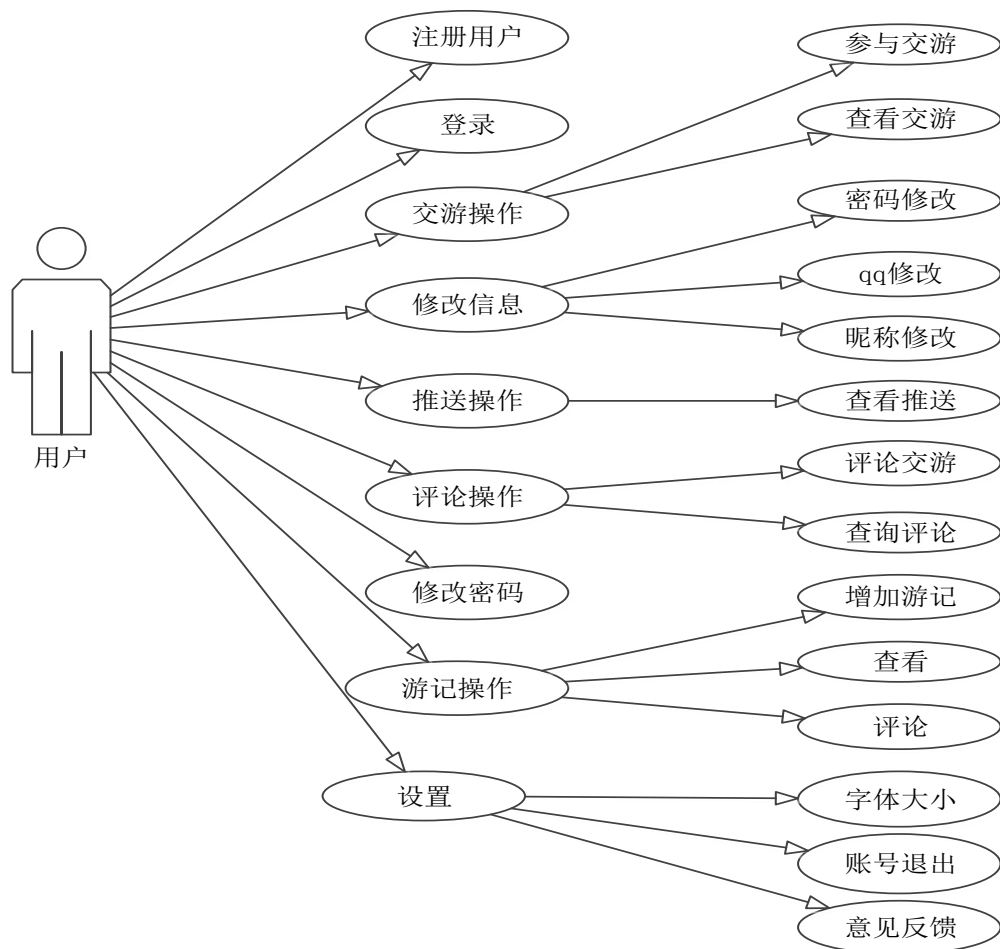 注册用户
登录
交游操作
修改信息
推送操作
评论操作
修改密码
游记操作
设置
用户
参与交游
查看交游
密码修改
qq修改
昵称修改
查看推送
评论交游
查询评论
增加游记
查看
评论
字体大小
账号退出
意见反馈